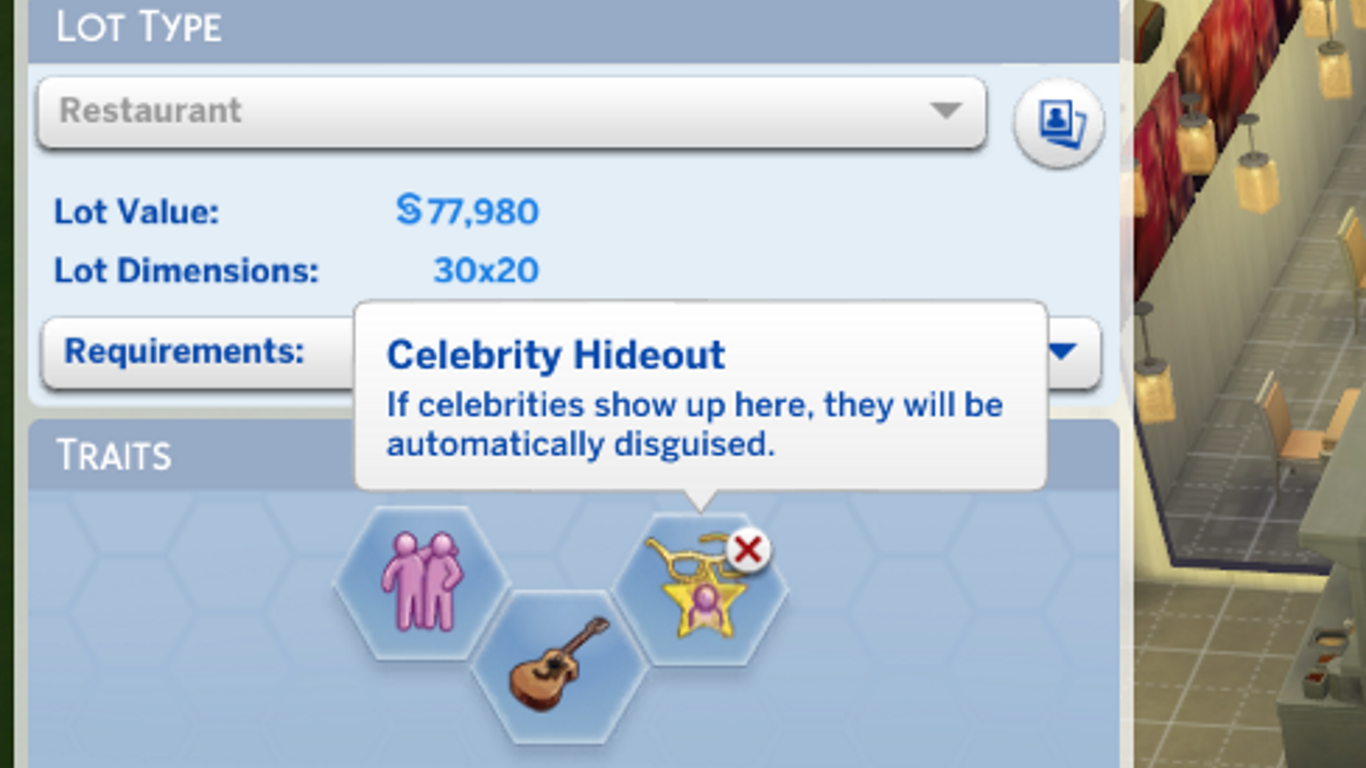 LOT TYPE
Restaurant
Lot Value: §77,980
Lot Dimensions: 30x20
Requirements:
Celebrity Hideout
If celebrities show up here, they will be
automatically disguised.
TRAITS